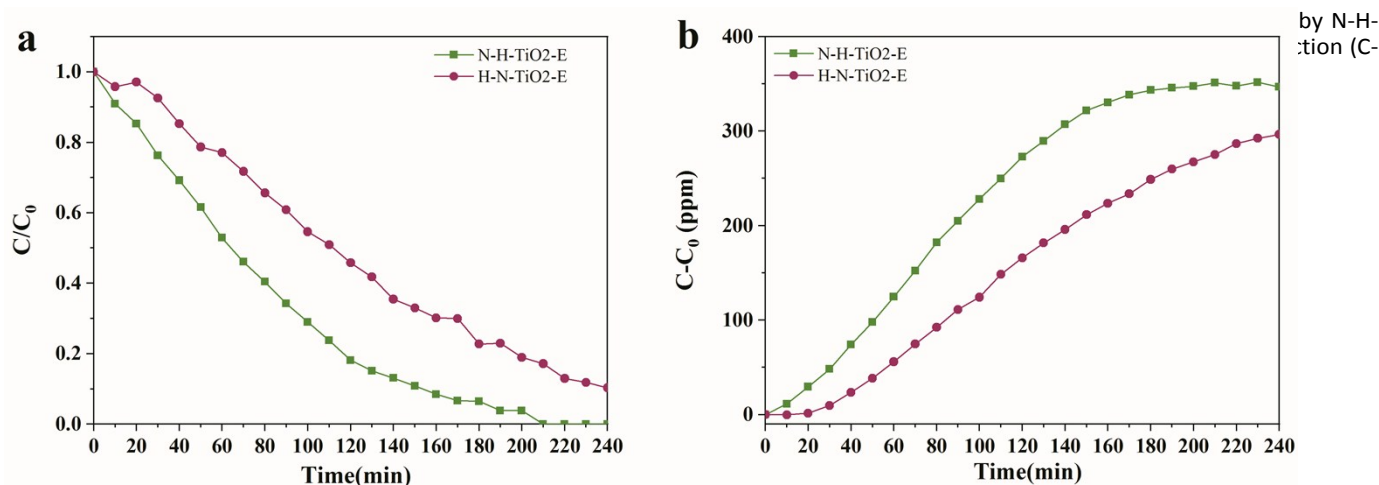 by N-H-
ction (C-
a
N-H-TiO2-E
H-N-TiO2-E
1.0
0.8
0.6
0.4
0.2
0.0
C/C₀
0 20 40 60 80 100 120 140 160 180 200 220 240
Time(min)
b
N-H-TiO2-E
H-N-TiO2-E
400
300
200
100
0
C-C₀ (ppm)
0 20 40 60 80 100 120 140 160 180 200 220 240
Time(min)